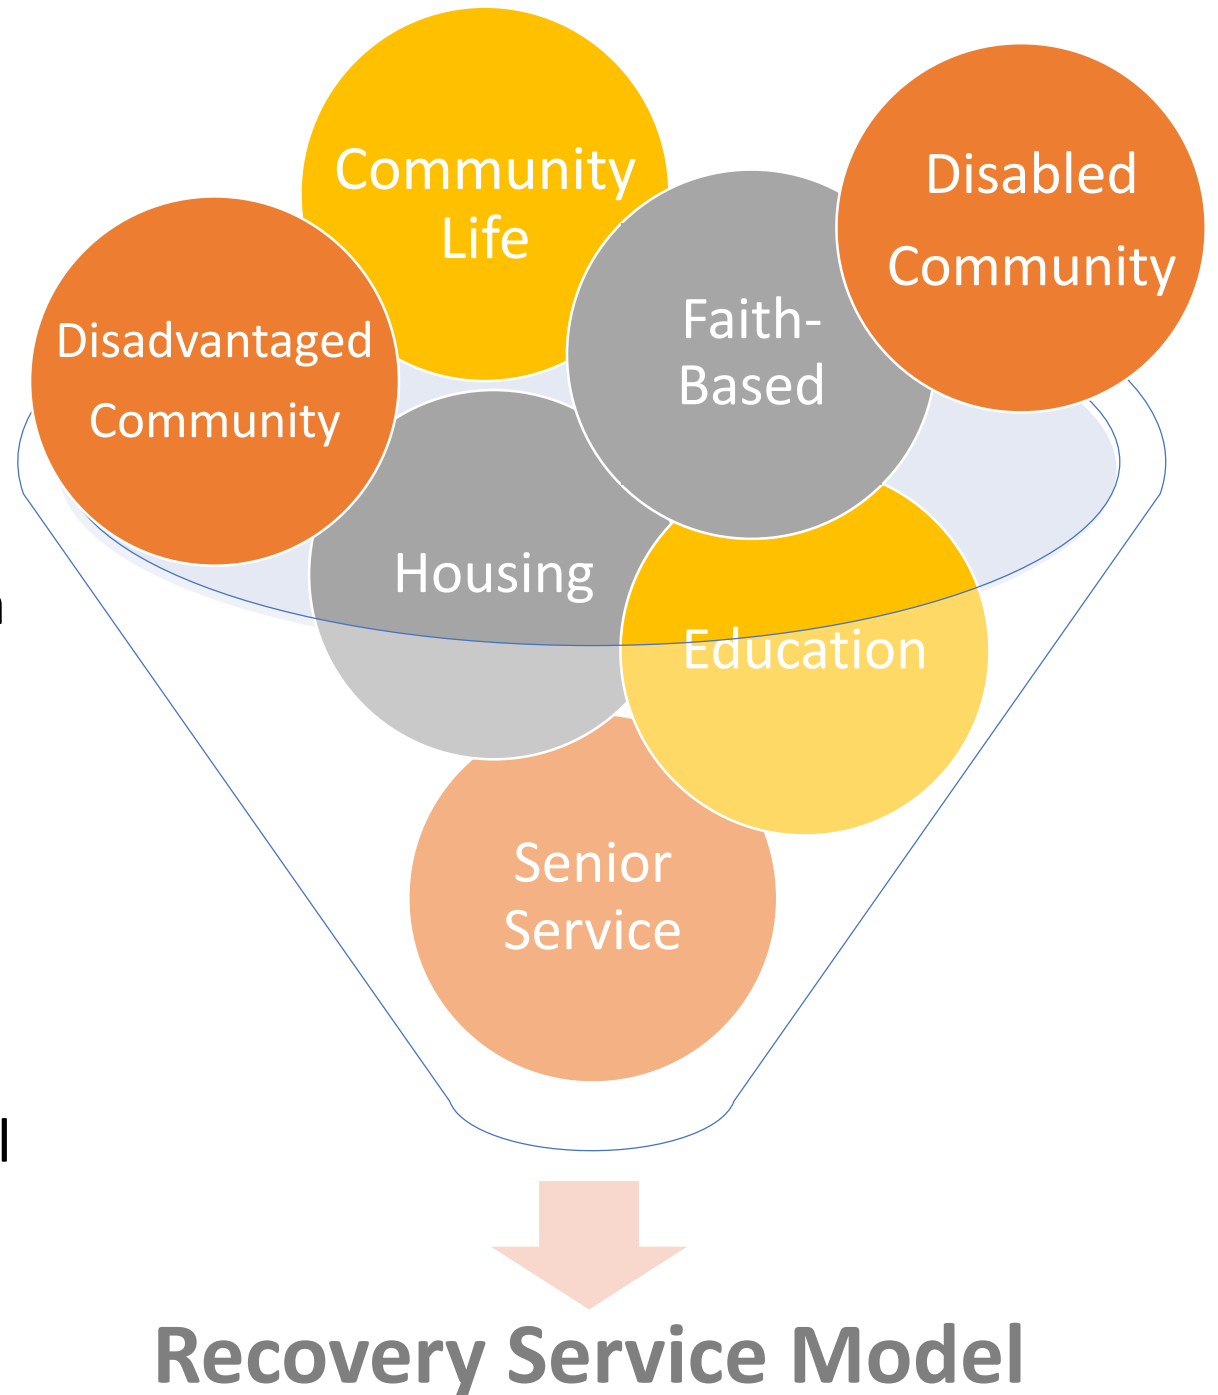 Community
Life
Disabled
Community
Disadvantaged
Community
Faith-
Based
Housing
Education
Senior
Service
Recovery Service Model